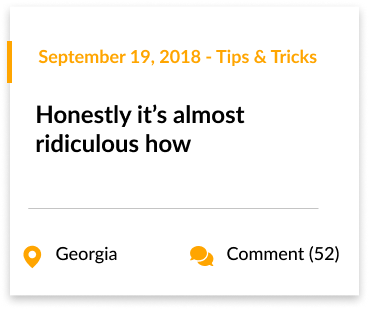 September 19, 2018 - Tips & Tricks
Honestly it’s almost
ridiculous how
Georgia
Comment (52)